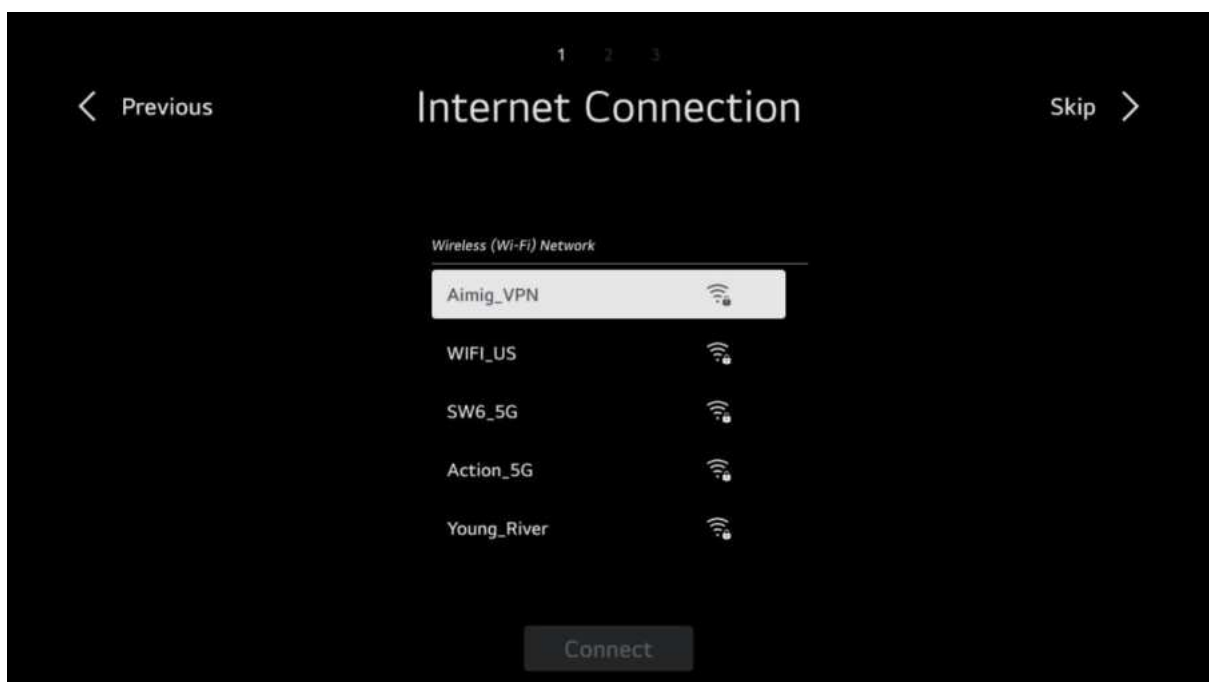 1 2 3
Previous Internet Connection Skip
Wireless (Wi-Fi) Network
Aimig_VPN
WIFI_US
SW6_5G
Action_5G
Young_River
Connect